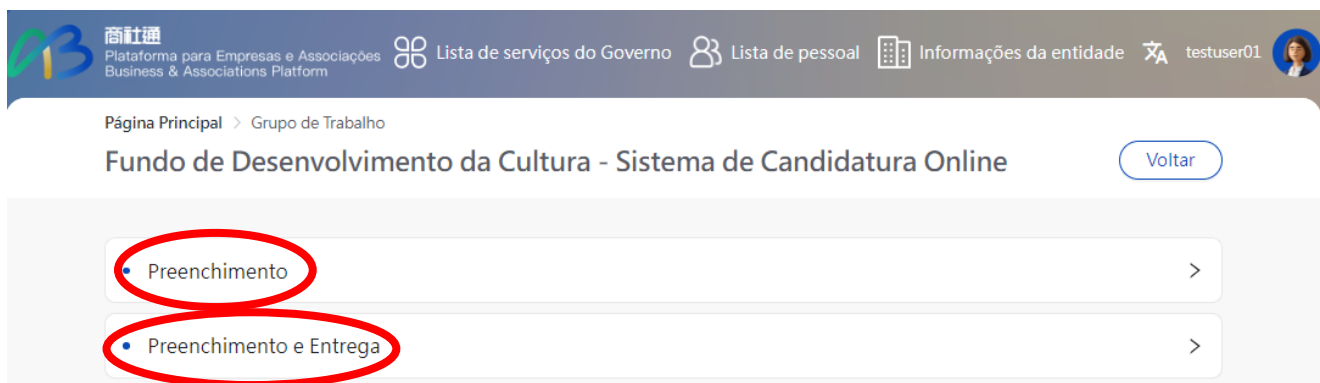 商社通
Plataforma para Empresas e Associações
Business & Associations Platform
Lista de serviços do Governo
Lista de pessoal
Informações da entidade
testuser01
Página Principal > Grupo de Trabalho
Fundo de Desenvolvimento da Cultura - Sistema de Candidatura Online
Voltar
• Preenchimento >
• Preenchimento e Entrega >